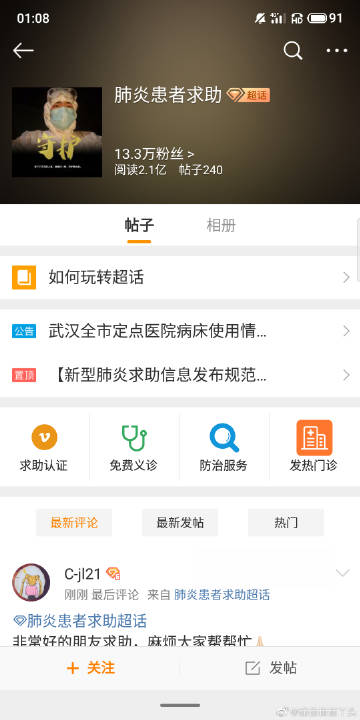 01:08
91
肺炎患者求助 超话
守护
13.3万粉丝 >
阅读2.1亿 帖子240
帖子 相册
如何玩转超话
公告 武汉全市定点医院病床使用情...
置顶 【新型肺炎求助信息发布规范...
求助认证 免费义诊 防治服务 发热门诊
最新评论 最新发帖 热门
C-jl21
刚刚 最后评论 来自 肺炎患者求助超话
肺炎患者求助超话
非常好的朋友求助，麻烦大家帮帮忙
+ 关注 发帖